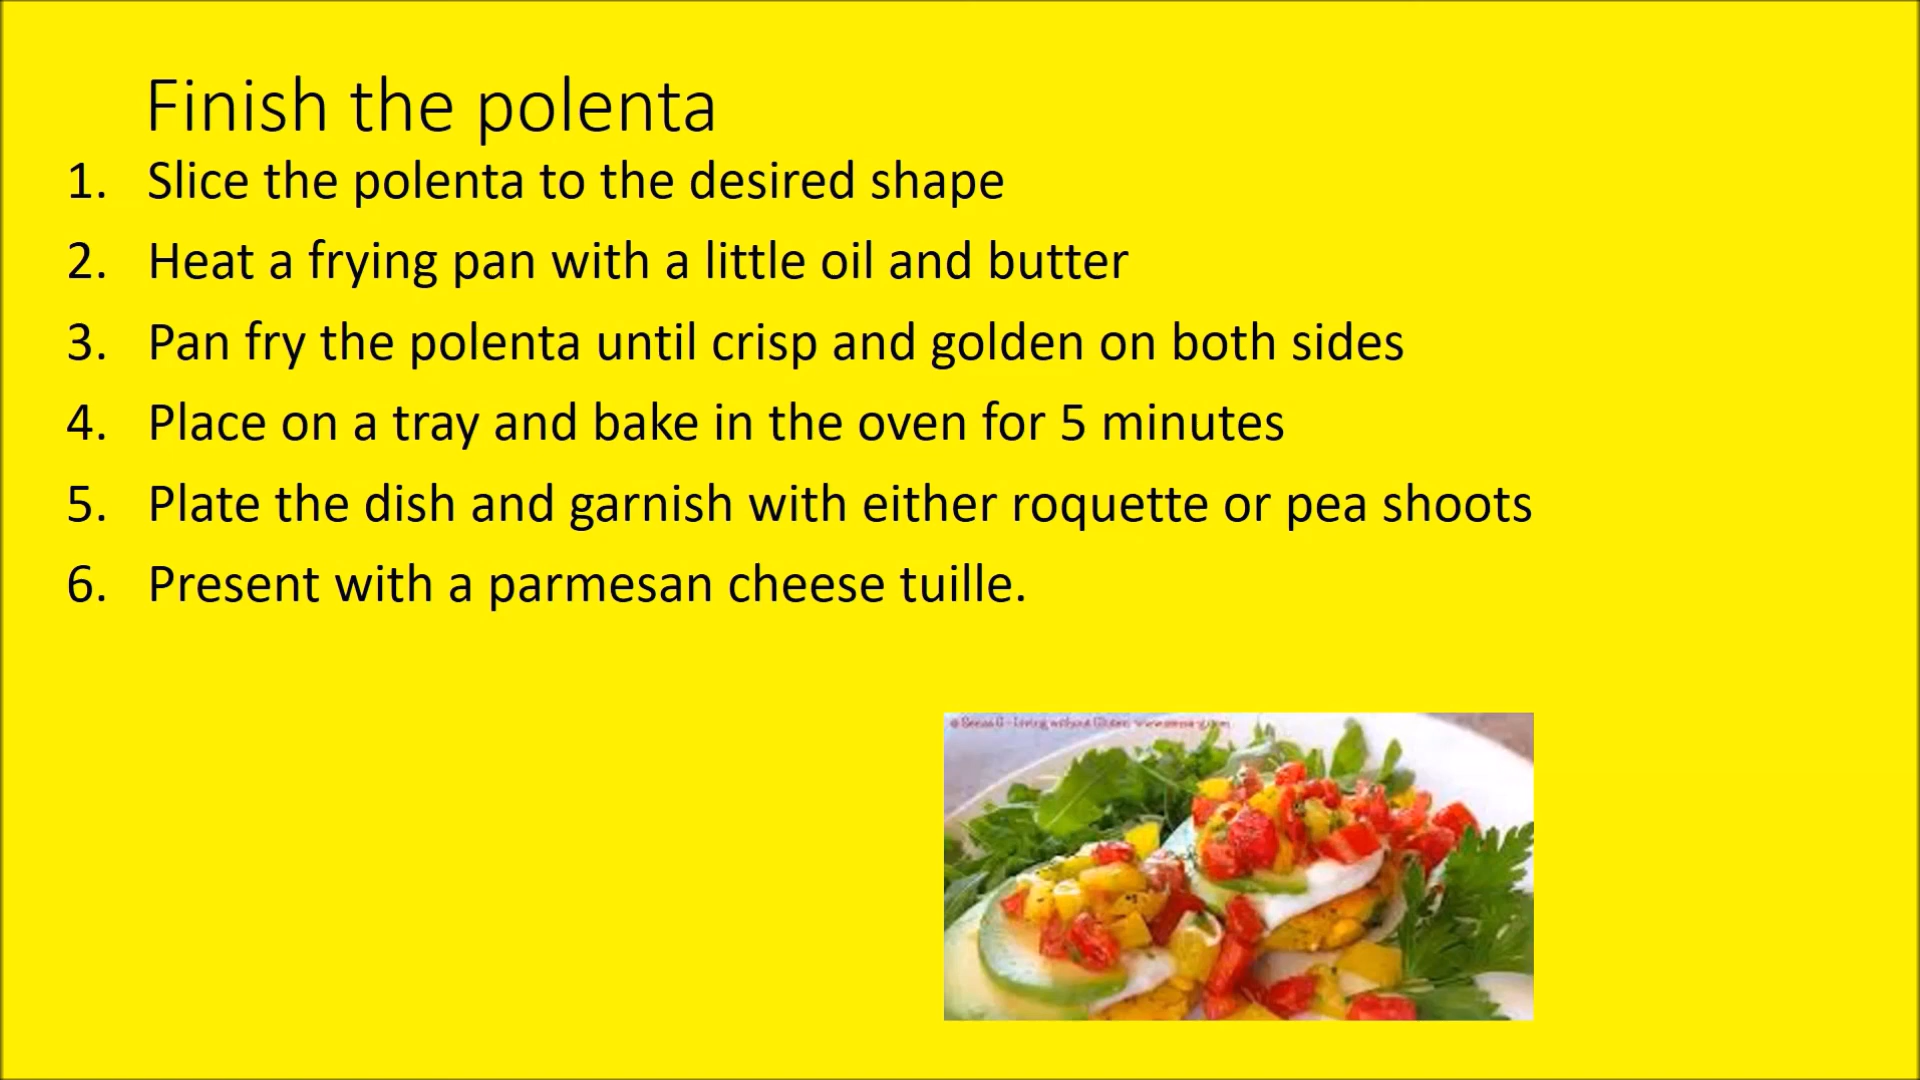 Finish the polenta
1. Slice the polenta to the desired shape
2. Heat a frying pan with a little oil and butter
3. Pan fry the polenta until crisp and golden on both sides
4. Place on a tray and bake in the oven for 5 minutes
5. Plate the dish and garnish with either roquette or pea shoots
6. Present with a parmesan cheese tuille.
Living without Gluten